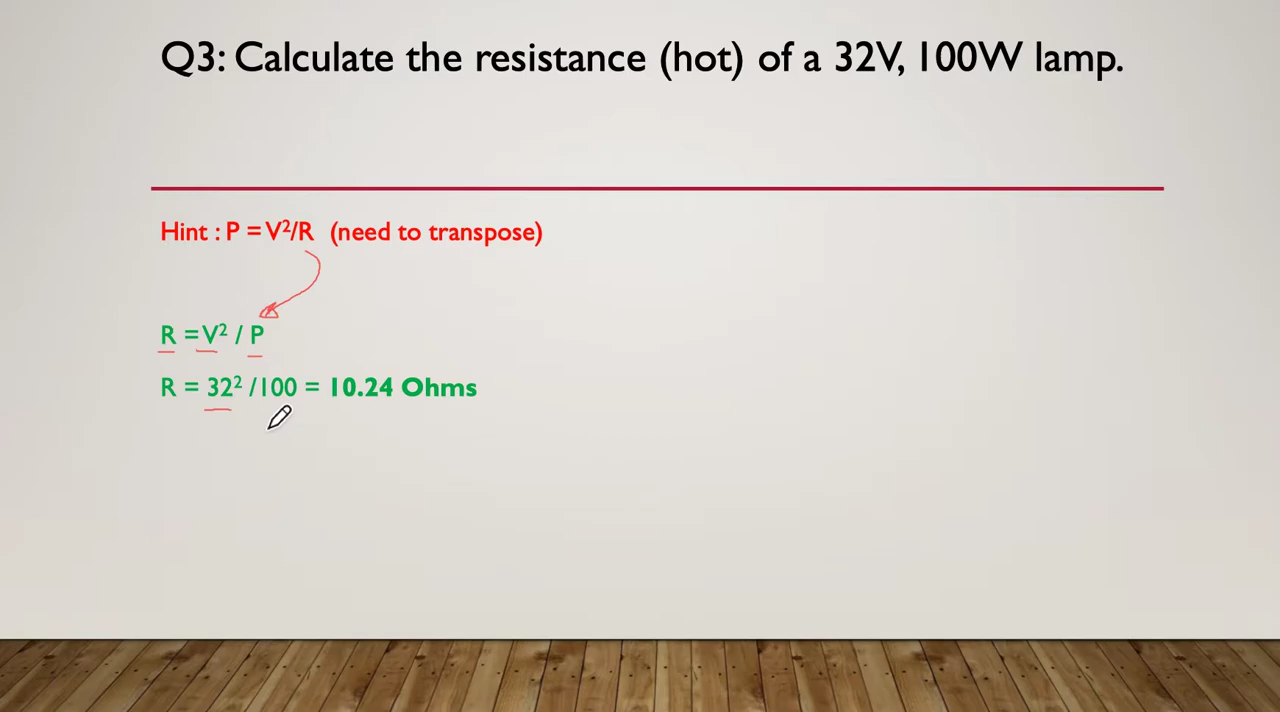 Q3: Calculate the resistance (hot) of a 32V, 100W lamp.
Hint : P = V²/R (need to transpose)
R = V² / P
R = 32² /100 = 10.24 Ohms